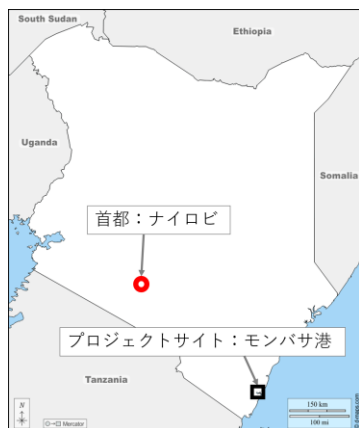 South Sudan
Ethiopia
Uganda
Somalia
首都：ナイロビ
プロジェクトサイト：モンバサ港
Tanzania
N
Mercator
150 km
100 mi